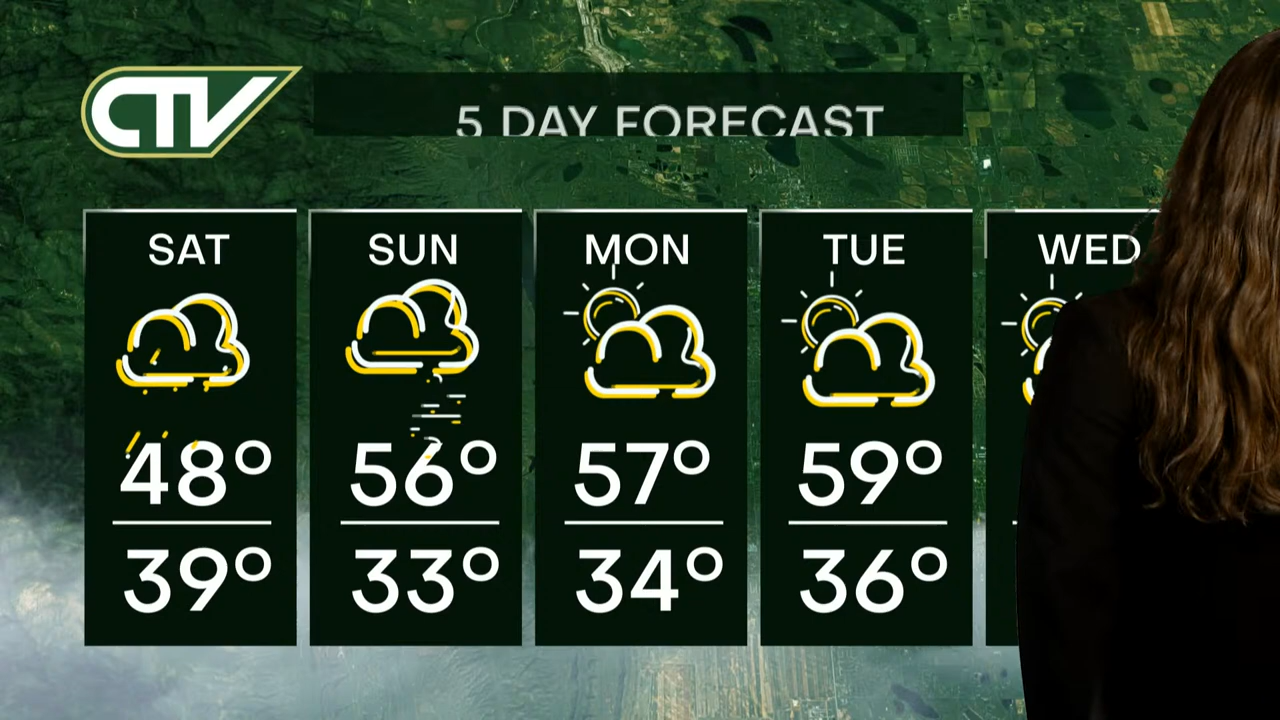 CTV
5 DAY FORECAST
SAT SUN MON TUE WED
48° 56° 57° 59°
39° 33° 34° 36°